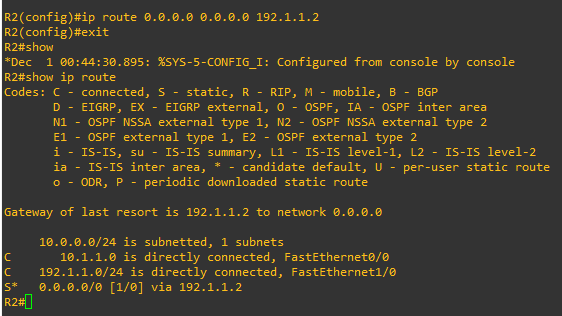 R2(config)#ip route 0.0.0.0 0.0.0.0 192.1.1.2
R2(config)#exit
R2#show
*Dec  1 00:44:30.895: %SYS-5-CONFIG_I: Configured from console by console
R2#show ip route
Codes: C - connected, S - static, R - RIP, M - mobile, B - BGP
       D - EIGRP, EX - EIGRP external, O - OSPF, IA - OSPF inter area
       N1 - OSPF NSSA external type 1, N2 - OSPF NSSA external type 2
       E1 - OSPF external type 1, E2 - OSPF external type 2
       i - IS-IS, su - IS-IS summary, L1 - IS-IS level-1, L2 - IS-IS level-2
       ia - IS-IS inter area, * - candidate default, U - per-user static route
       o - ODR, P - periodic downloaded static route
Gateway of last resort is 192.1.1.2 to network 0.0.0.0
     10.0.0.0/24 is subnetted, 1 subnets
C       10.1.1.0 is directly connected, FastEthernet0/0
C    192.1.1.0/24 is directly connected, FastEthernet1/0
S*   0.0.0.0/0 [1/0] via 192.1.1.2
R2#